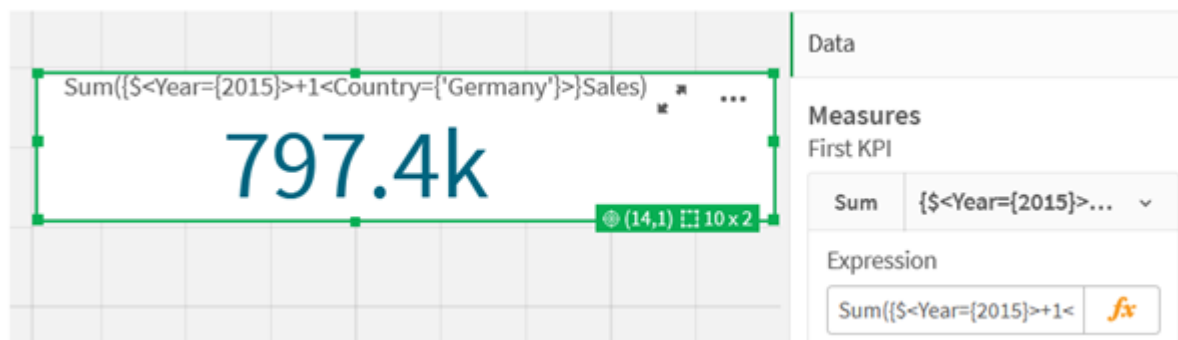 Sum({$<Year={2015}>+1<Country={'Germany'}>}Sales)
797.4k
(14,1) 10 x 2
Data
Measures
First KPI
Sum {$<Year={2015}>...
Expression
Sum({$<Year={2015}>+1< fx